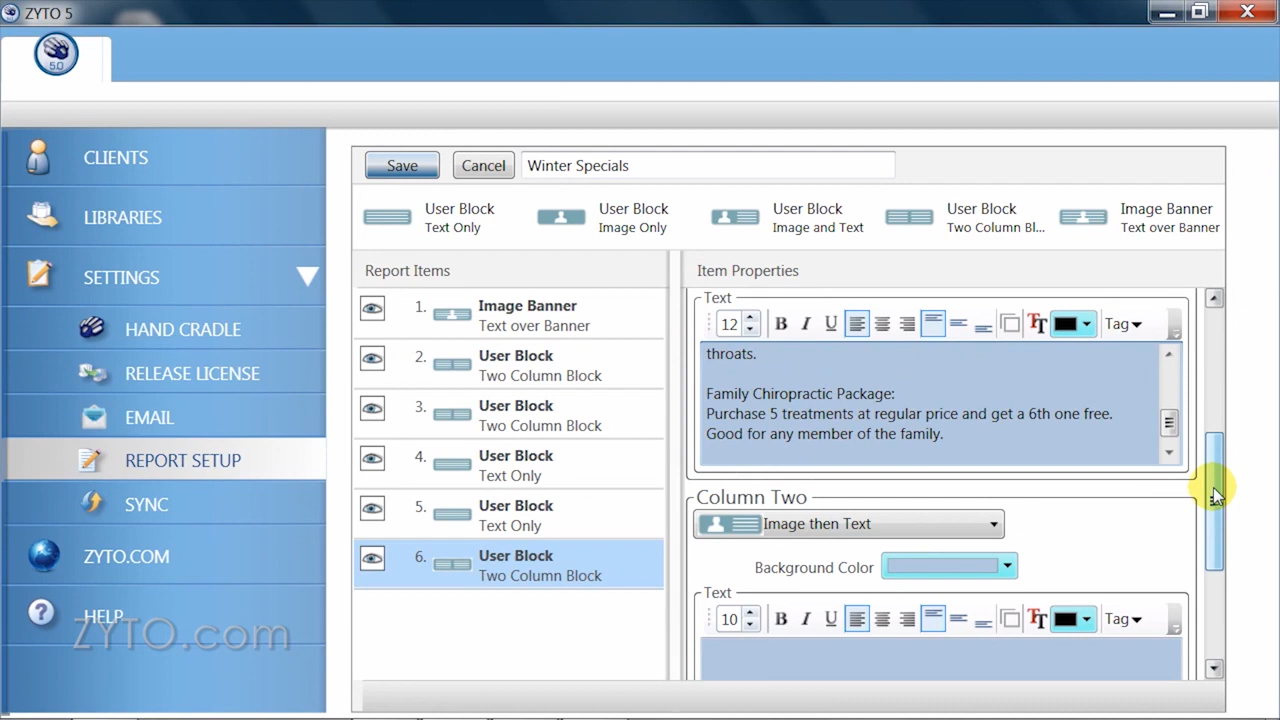 ZYTO 5
5.0
CLIENTS
LIBRARIES
SETTINGS
HAND CRADLE
RELEASE LICENSE
EMAIL
REPORT SETUP
SYNC
ZYTO.COM
HELP
ZYTO.com
Save
Cancel
Winter Specials
User Block
Text Only
User Block
Image Only
User Block
Image and Text
User Block
Two Column Bl...
Image Banner
Text over Banner
Report Items
1. Image Banner
Text over Banner
2. User Block
Two Column Block
3. User Block
Two Column Block
4. User Block
Text Only
5. User Block
Text Only
6. User Block
Two Column Block
Item Properties
Text
12 B I U TT Tag
throats.
Family Chiropractic Package:
Purchase 5 treatments at regular price and get a 6th one free.
Good for any member of the family.
Column Two
Image then Text
Background Color
Text
10 B I U TT Tag